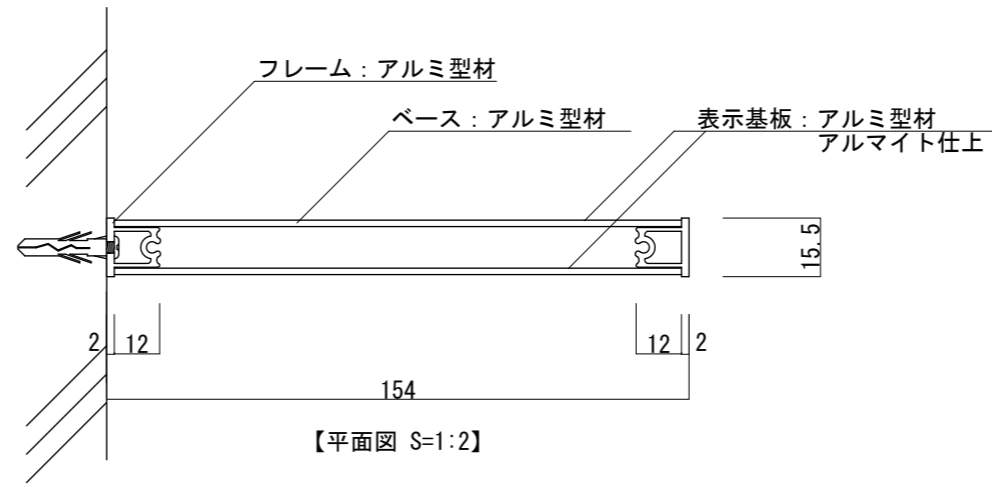 フレーム：アルミ型材
ベース：アルミ型材
表示基板：アルミ型材
アルマイト仕上
15.5
2
12
12
2
154
【平面図 S=1:2】